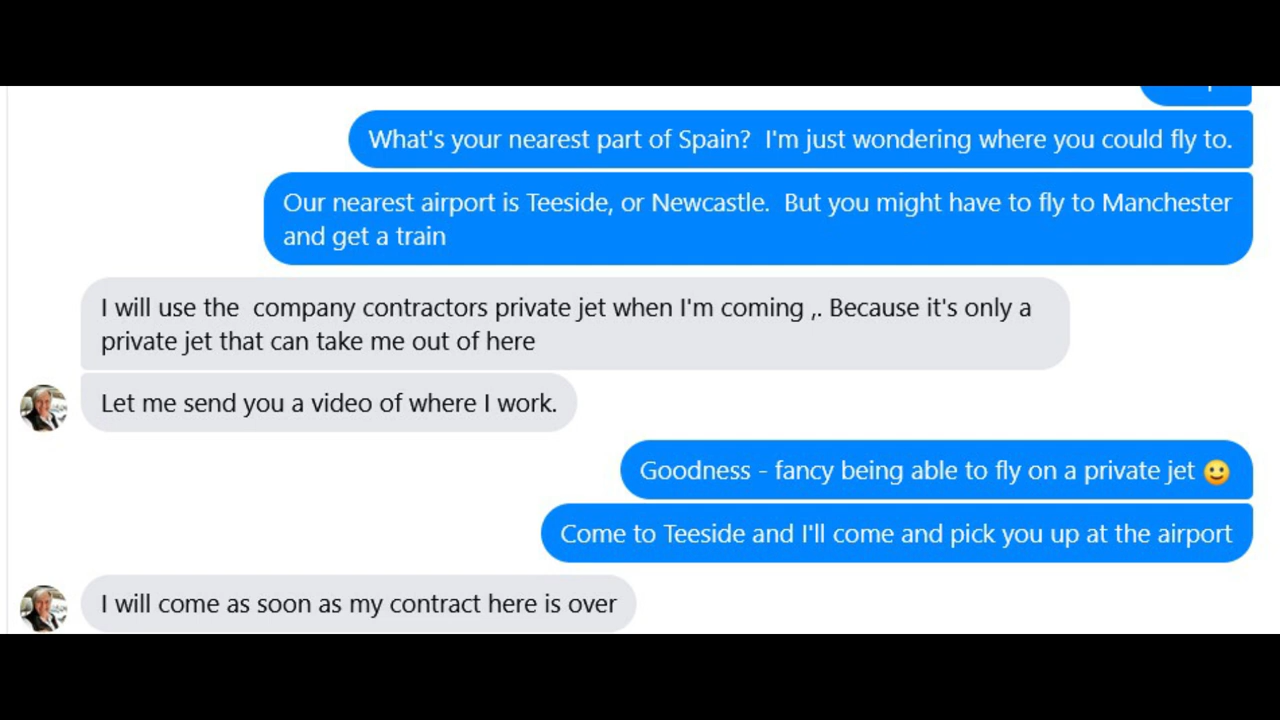 What's your nearest part of Spain?  I'm just wondering where you could fly to.
Our nearest airport is Teeside, or Newcastle.  But you might have to fly to Manchester
and get a train
I will use the  company contractors private jet when I'm coming ,. Because it's only a
private jet that can take me out of here
Let me send you a video of where I work.
Goodness - fancy being able to fly on a private jet 🙂
Come to Teeside and I'll come and pick you up at the airport
I will come as soon as my contract here is over